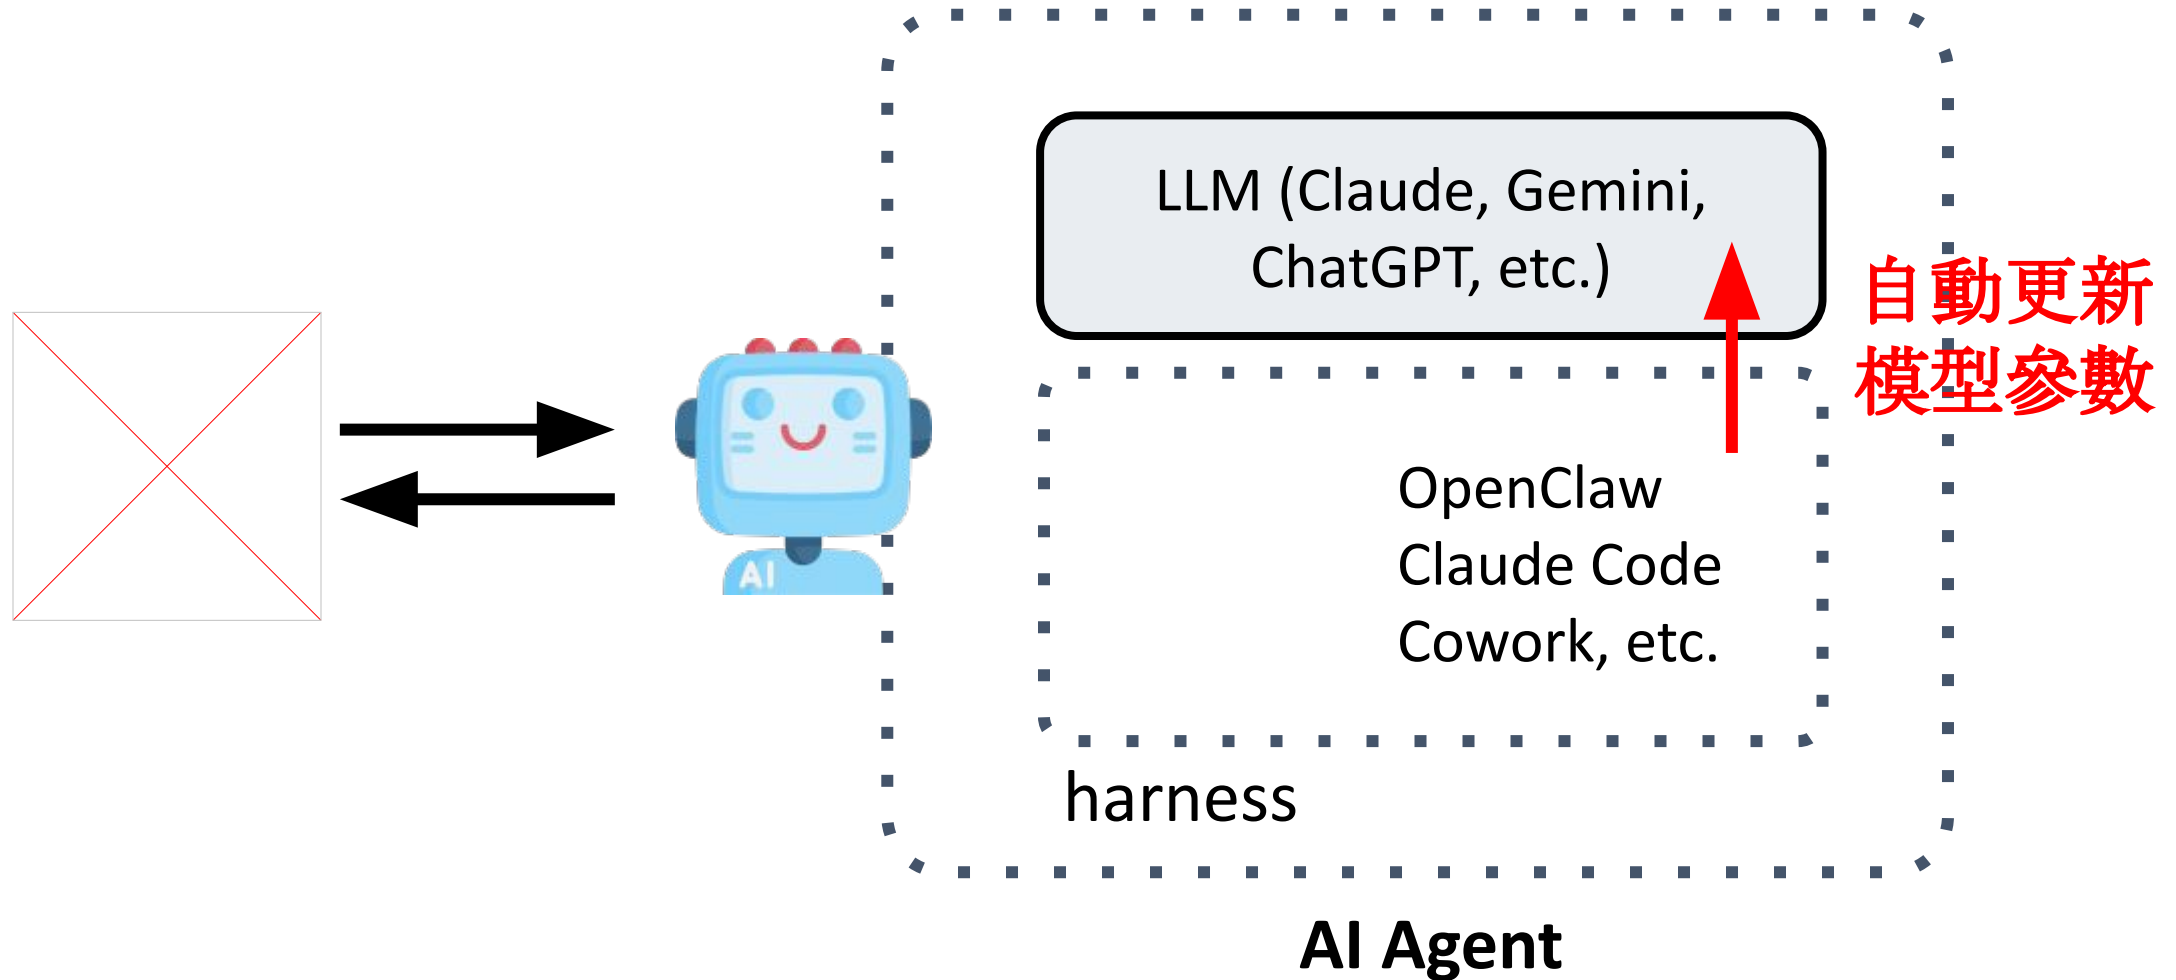 LLM (Claude, Gemini,
ChatGPT, etc.)
自動更新
模型參數
OpenClaw
Claude Code
Cowork, etc.
AI
harness
AI Agent